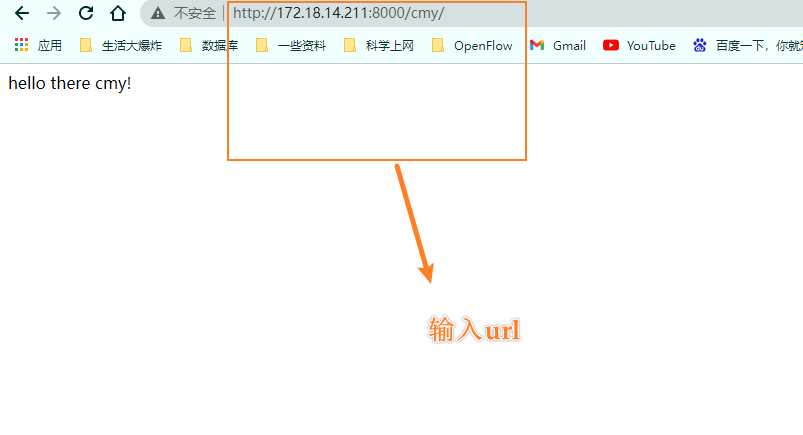 不安全 http://172.18.14.211:8000/cmy/
应用 生活大爆炸 数据库 一些资料 科学上网 OpenFlow Gmail YouTube 百度一下，你就
hello there cmy!
输入url